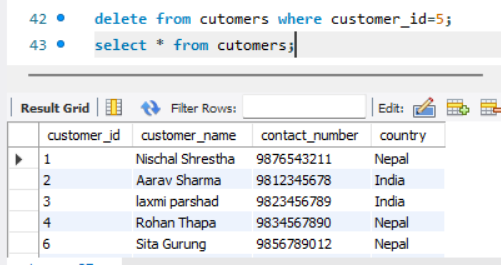 42 delete from cutomers where customer_id=5;
43 select * from cutomers;
Result Grid Filter Rows: Edit:
customer_id customer_name contact_number country
1 Nischal Shrestha 9876543211 Nepal
2 Aarav Sharma 9812345678 India
3 laxmi parshad 9823456789 India
4 Rohan Thapa 9834567890 Nepal
6 Sita Gurung 9856789012 Nepal